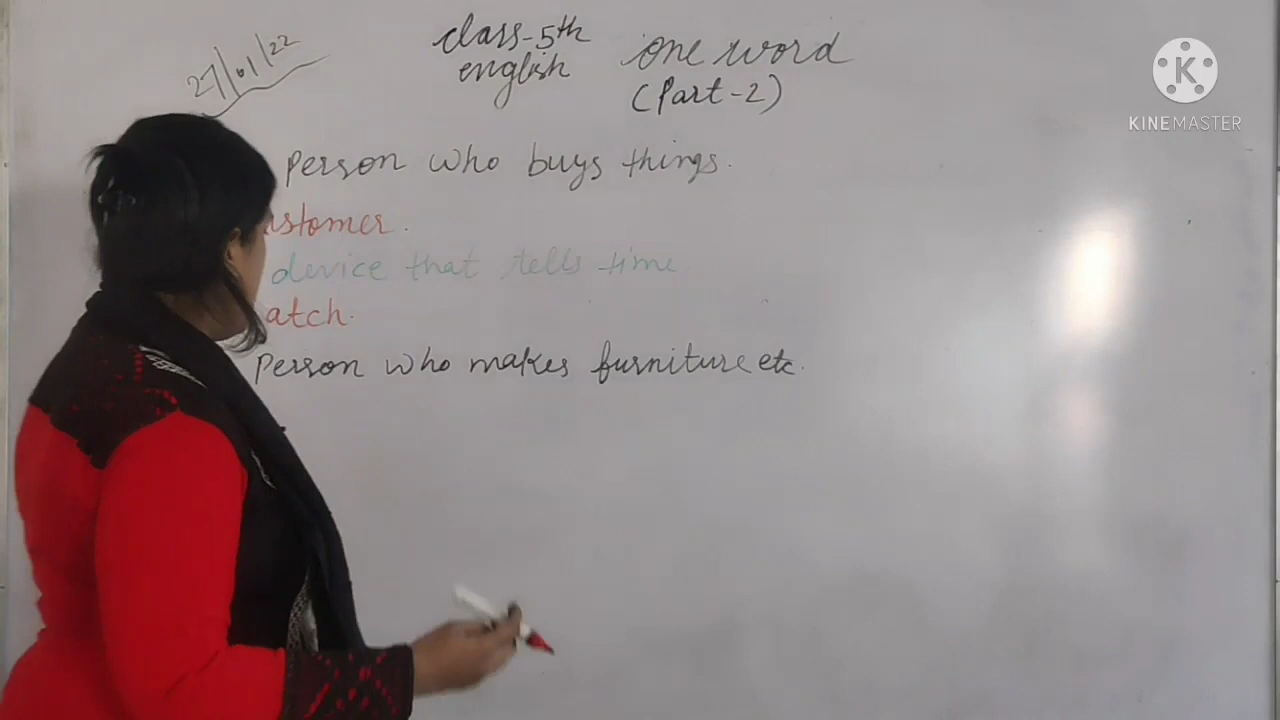 27/01/22
class-5th one word
english (Part-2)
person who buys things.
ustomer.
device that tells time.
atch.
person who makes furniture etc.
K
KINEMASTER